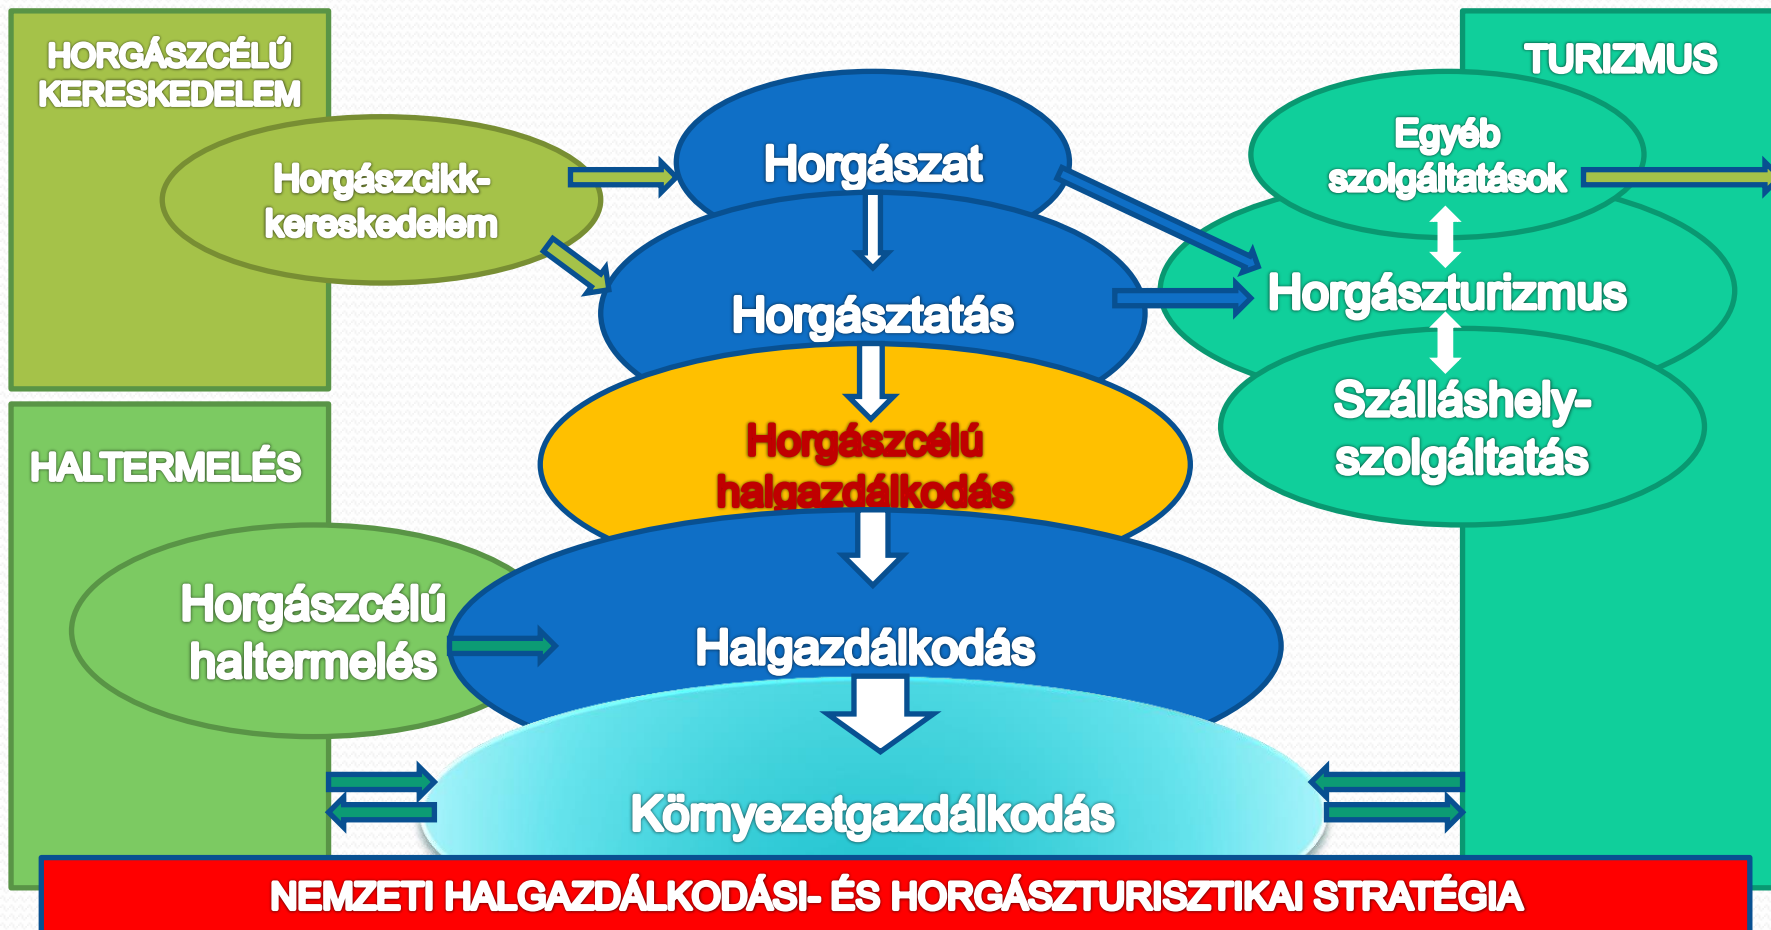 HORGÁSZCÉLÚ
KERESKEDELEM
Horgászcikk-
kereskedelem
HALTERMELÉS
Horgászcélú
haltermelés
Horgászat
Horgásztatás
Horgászcélú
halgazdálkodás
Halgazdálkodás
Környezetgazdálkodás
TURIZMUS
Egyéb
szolgáltatások
Horgászturizmus
Szálláshely-
szolgáltatás
NEMZETI HALGAZDÁLKODÁSI- ÉS HORGÁSZTURISZTIKAI STRATÉGIA